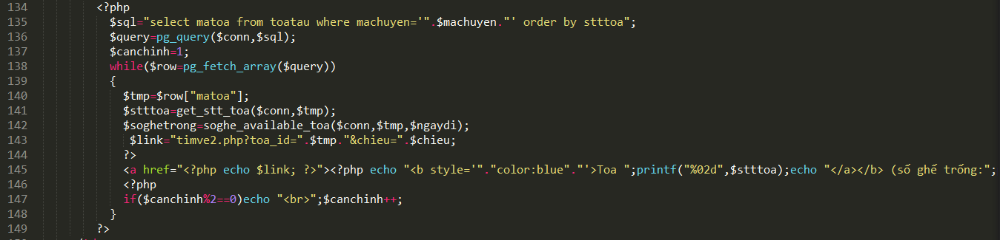 134 <?php
135 $sql="select matoa from toatau where machuyen='".$machuyen."' order by stttoa";
136 $query=pg_query($conn,$sql);
137 $canchinh=1;
138 while($row=pg_fetch_array($query))
139 {
140 $tmp=$row["matoa"];
141 $stttoa=get_stt_toa($conn,$tmp);
142 $soghetrong=soghe_available_toa($conn,$tmp,$ngaydi);
143 $link="timve2.php?toa_id=".$tmp."&chieu=".$chieu;
144 ?>
145 <a href="<?php echo $link; ?>"><?php echo "<b style='"."color:blue"."'>Toa ";printf("%02d",$stttoa);echo "</a></b> (số ghế trống:";
146 <?php
147 if($canchinh%2==0)echo "<br>";$canchinh++;
148 }
149 ?>